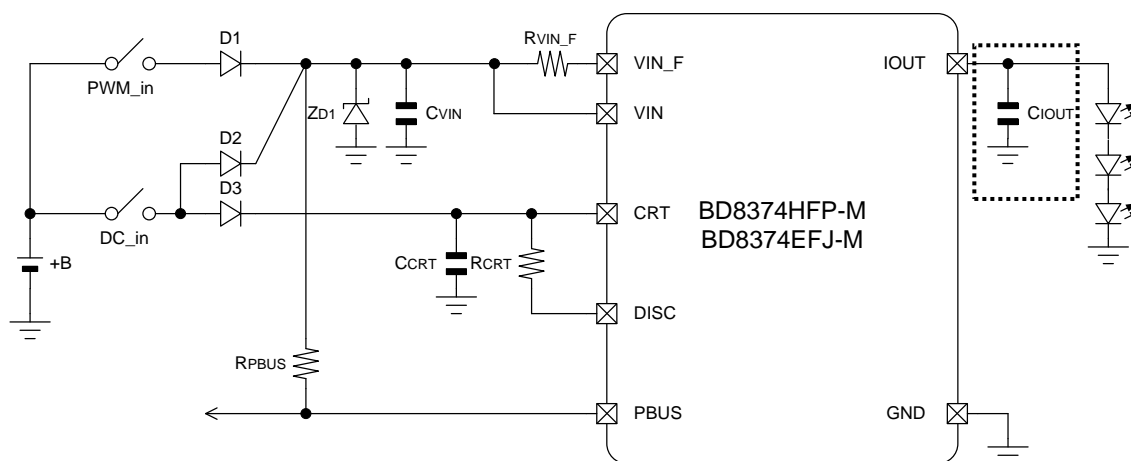 D1
RVIN_F
VIN_F
IOUT
PWM_in
ZD1
CVIN
VIN
CIOUT
D2
D3
CRT
BD8374HFP-M
BD8374EFJ-M
DC_in
+B
CCRT
RCRT
DISC
RPBUS
PBUS
GND